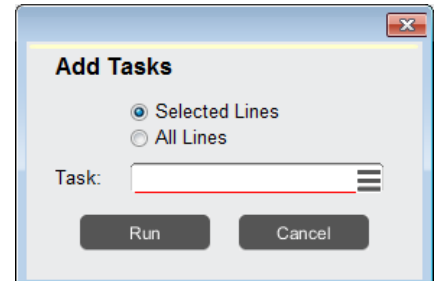 Add Tasks
Selected Lines
All Lines
Task:
Run Cancel